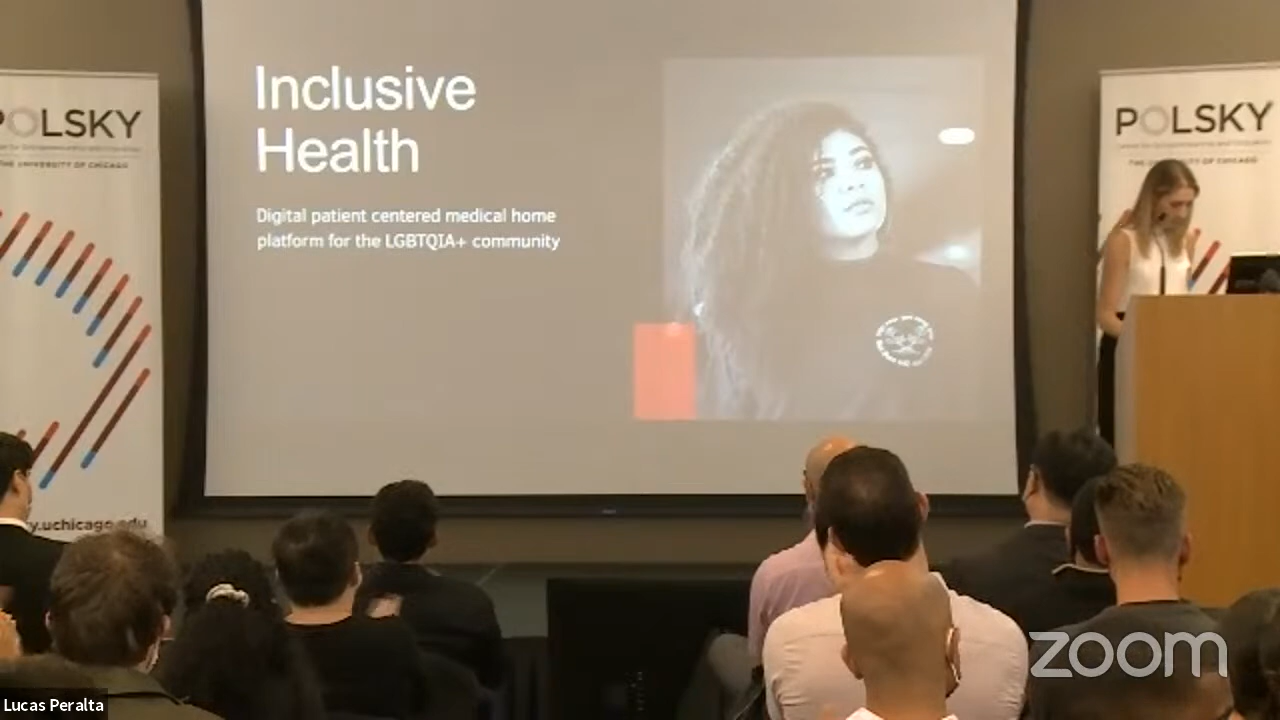 Inclusive
Health
Digital patient centered medical home
platform for the LGBTQIA+ community
POLSKY
THE UNIVERSITY OF CHICAGO
y.uchicago.edu
POLSKY
THE UNIVERSITY OF CHICAGO
zoom
Lucas Peralta